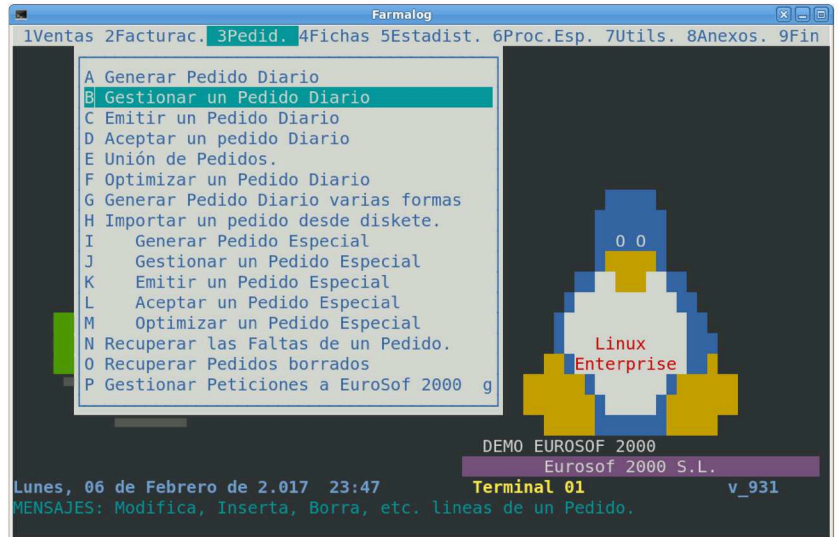 Farmalog
1Ventas 2Facturac. 3Pedid. 4Fichas 5Estadist. 6Proc.Esp. 7Utils. 8Anexos. 9Fin
A Generar Pedido Diario
B Gestionar un Pedido Diario
C Emitir un Pedido Diario
D Aceptar un pedido Diario
E Unión de Pedidos.
F Optimizar un Pedido Diario
G Generar Pedido Diario varias formas
H Importar un pedido desde diskete.
I Generar Pedido Especial
J Gestionar un Pedido Especial
K Emitir un Pedido Especial
L Aceptar un Pedido Especial
M Optimizar un Pedido Especial
N Recuperar las Faltas de un Pedido.
O Recuperar Pedidos borrados
P Gestionar Peticiones a EuroSof 2000 g
O O
Linux
Enterprise
DEMO EUROSOF 2000
Eurosof 2000 S.L.
Lunes, 06 de Febrero de 2.017 23:47 Terminal 01 v_931
MENSAJES: Modifica, Inserta, Borra, etc. lineas de un Pedido.